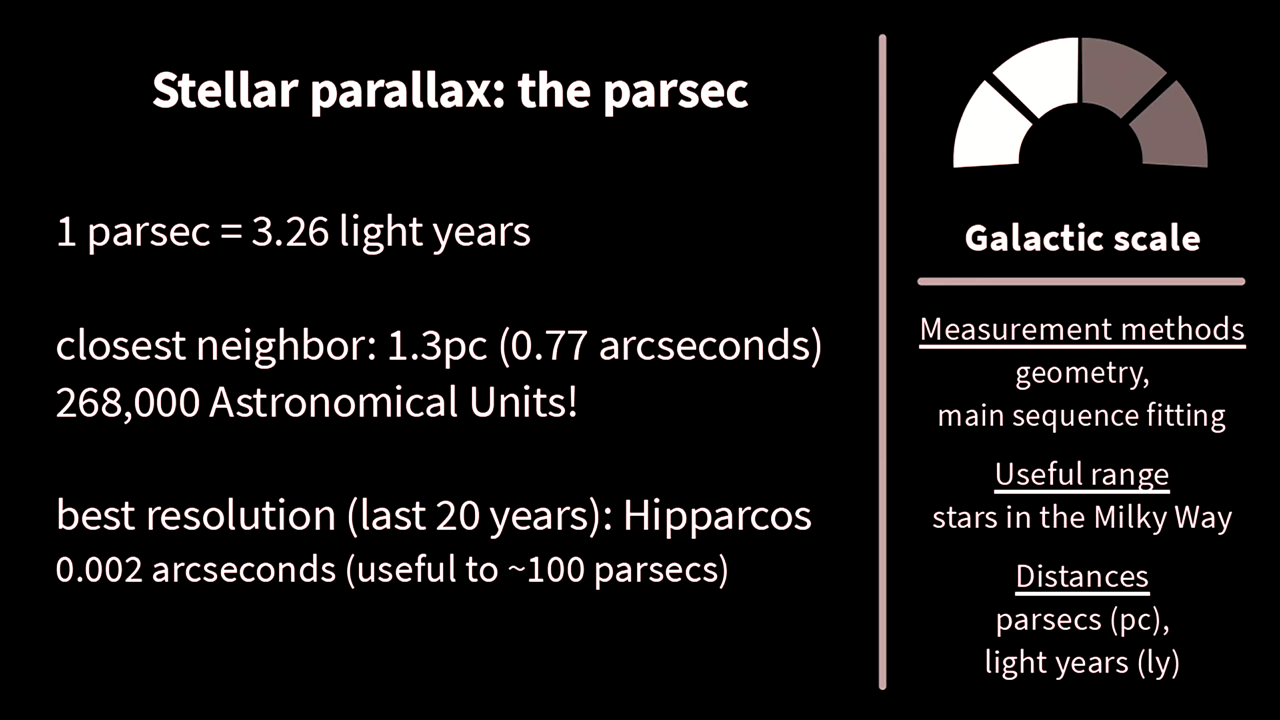 Stellar parallax: the parsec
1 parsec = 3.26 light years
closest neighbor: 1.3pc (0.77 arcseconds)
268,000 Astronomical Units!
best resolution (last 20 years): Hipparcos
0.002 arcseconds (useful to ~100 parsecs)
Galactic scale
Measurement methods
geometry,
main sequence fitting
Useful range
stars in the Milky Way
Distances
parsecs (pc),
light years (ly)